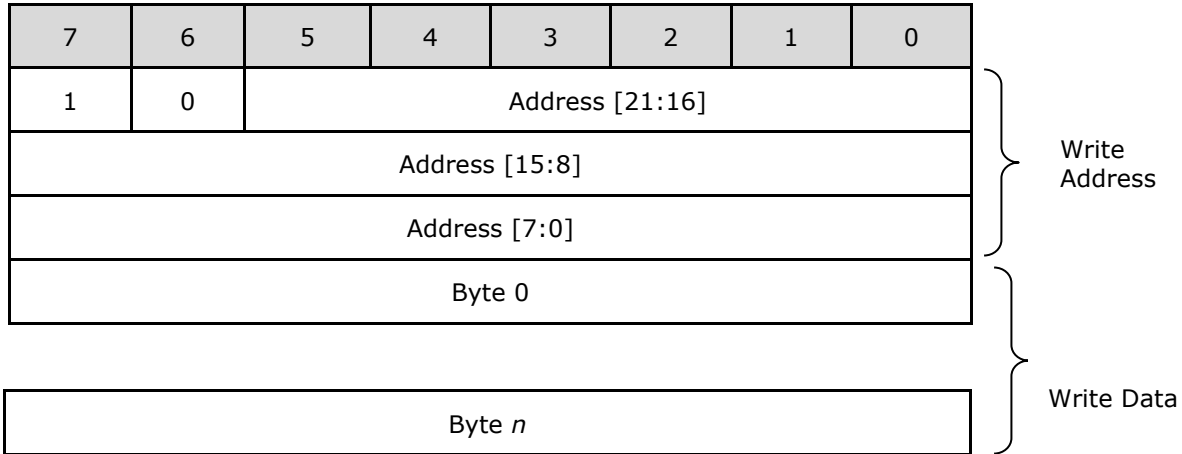 7 6 5 4 3 2 1 0
1 0 Address [21:16]
Address [15:8]
Write
Address
Address [7:0]
Byte 0
Write Data
Byte n